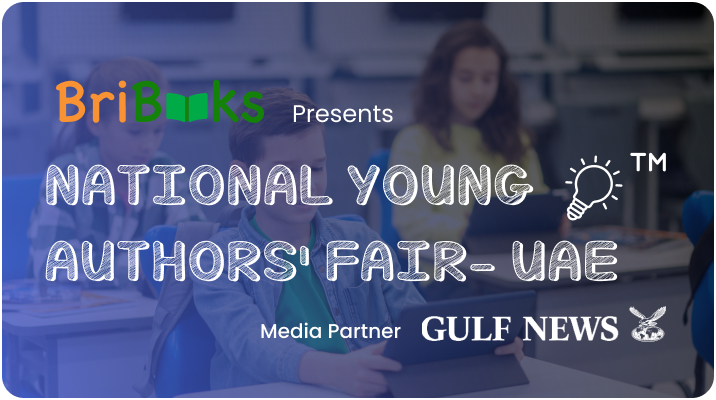 BriBooks Presents
NATIONAL YOUNG TM
AUTHORS' FAIR- UAE
Media Partner GULF NEWS